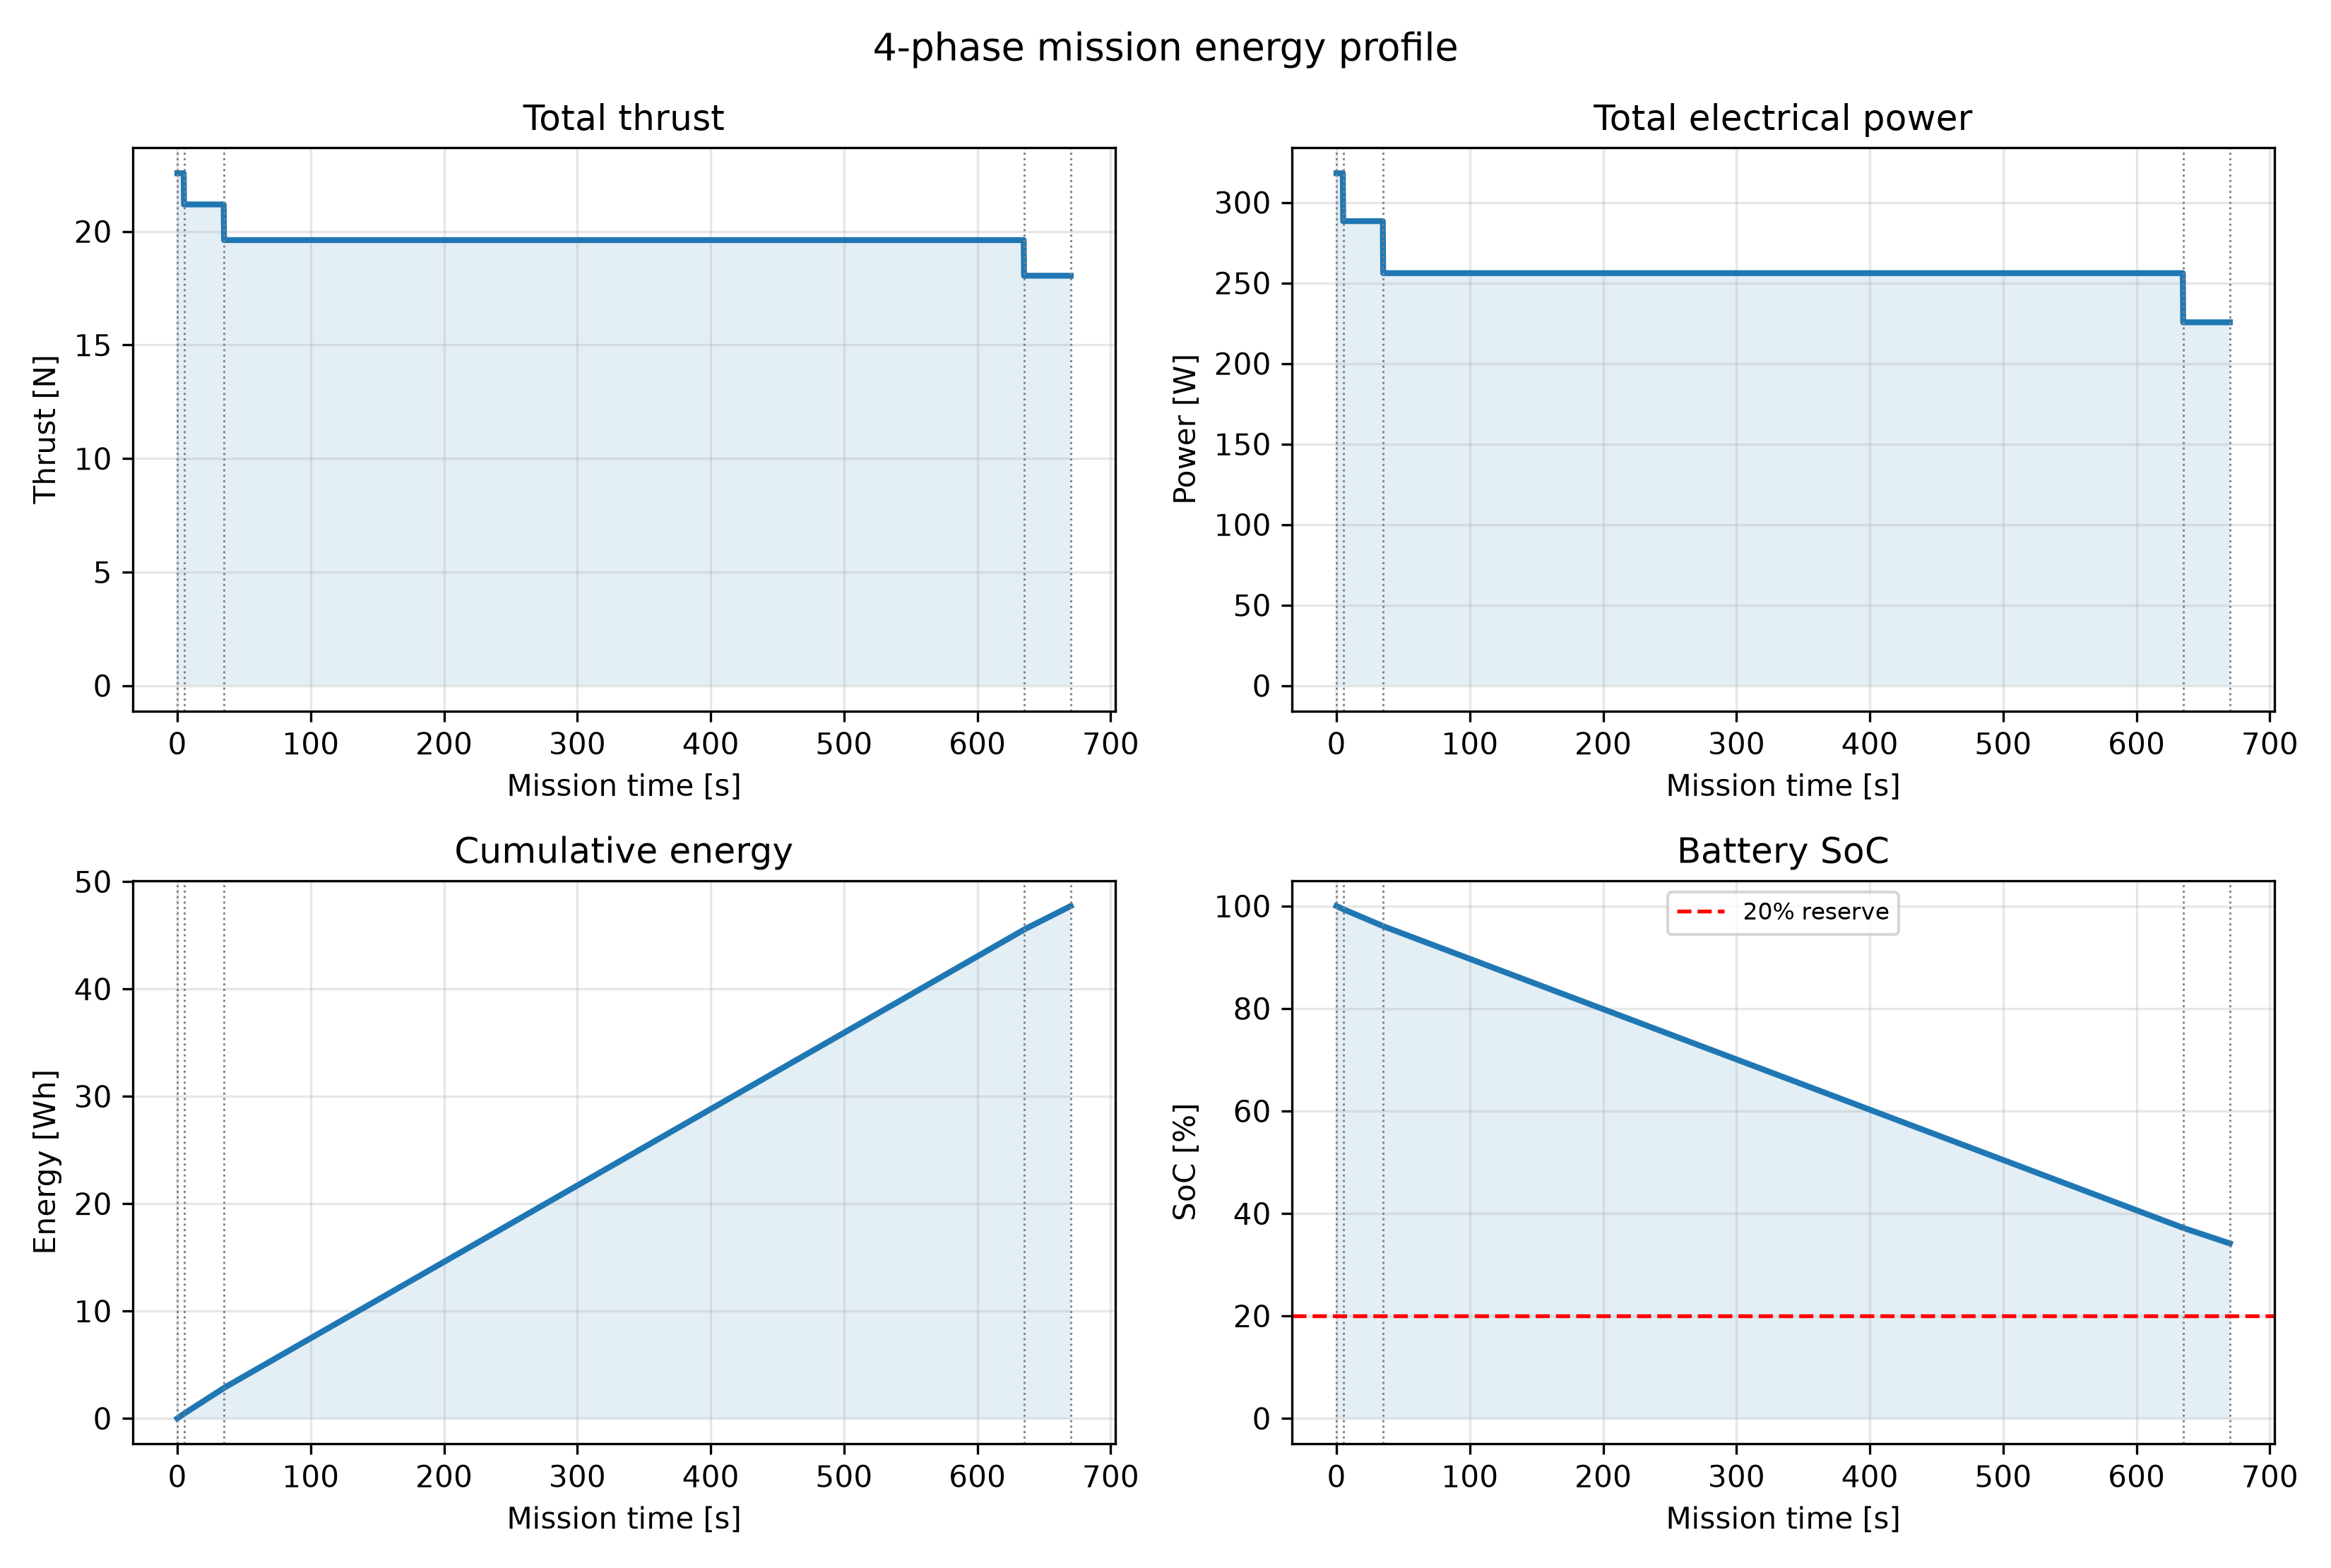 4-phase mission energy profile
Total thrust
Thrust [N]
20
15
10
5
0
0 100 200 300 400 500 600 700
Mission time [s]
Total electrical power
Power [W]
300
250
200
150
100
50
0
0 100 200 300 400 500 600 700
Mission time [s]
Cumulative energy
Energy [Wh]
50
40
30
20
10
0
0 100 200 300 400 500 600 700
Mission time [s]
Battery SoC
SoC [%]
100
80
60
40
20
0
20% reserve
0 100 200 300 400 500 600 700
Mission time [s]